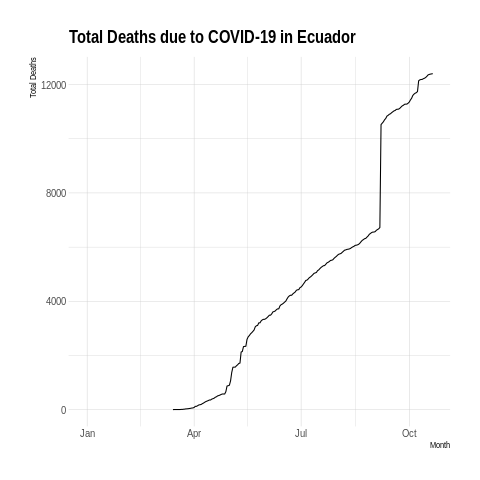 Total Deaths due to COVID-19 in Ecuador
Total Deaths
12000
8000
4000
0
Jan Apr Jul Oct
Month